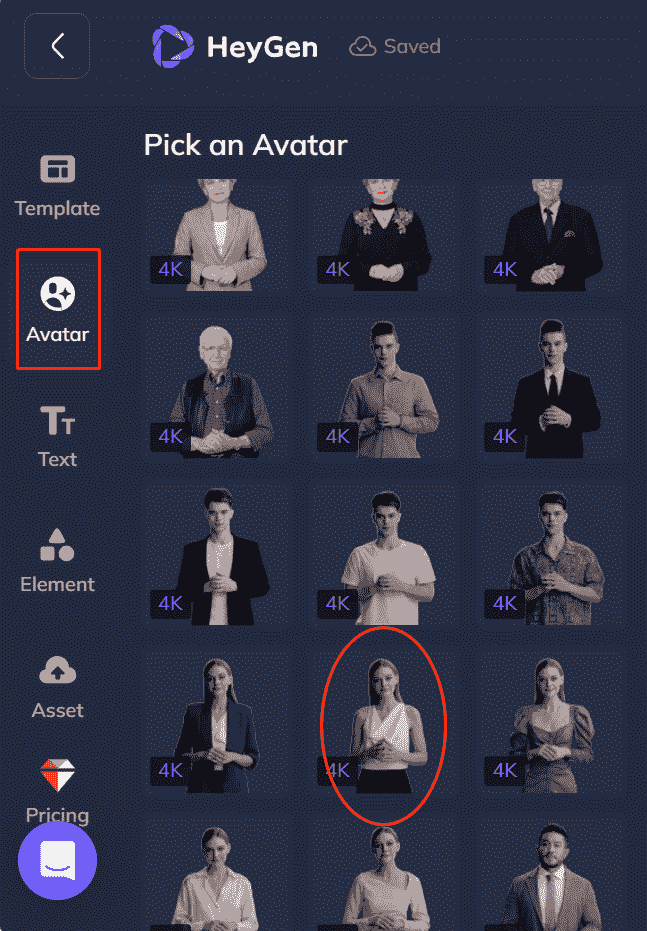 HeyGen Saved
Pick an Avatar
Template
Avatar
Text
Element
Asset
Pricing
4K 4K 4K
4K 4K 4K
4K 4K 4K
4K 4K 4K